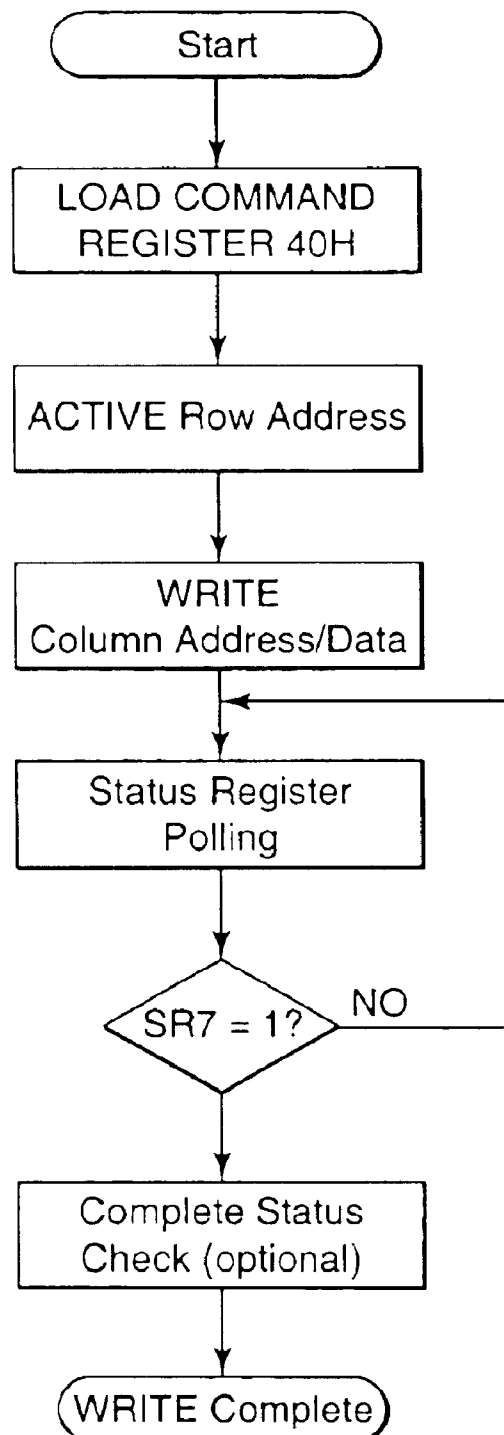 Start
LOAD COMMAND
REGISTER 40H
ACTIVE Row Address
WRITE
Column Address/Data
Status Register
Polling
SR7 = 1?
NO
Complete Status
Check (optional)
WRITE Complete